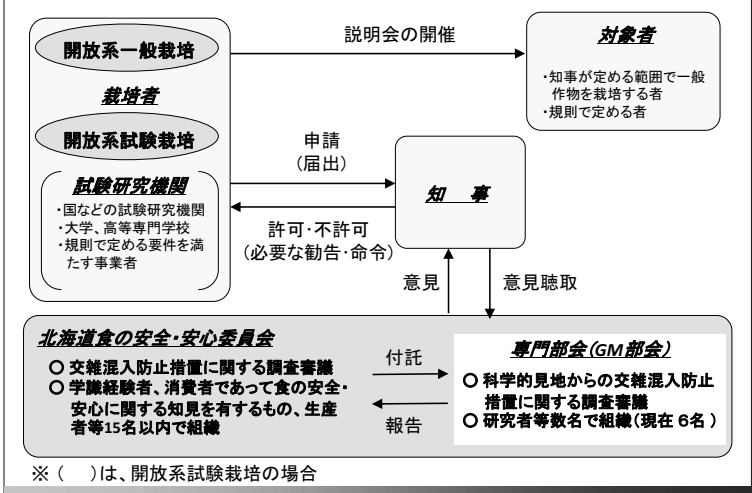 開放系一般栽培
栽培者
開放系試験栽培
試験研究機関
・国などの試験研究機関
・大学、高等専門学校
・規則で定める要件を満
たす事業者
説明会の開催
対象者
・知事が定める範囲で一般
作物を栽培する者
・規則で定める者
申請
（届出）
知　事
許可・不許可
（必要な勧告・命令）
意見
意見聴取
北海道食の安全・安心委員会
○ 交雑混入防止措置に関する調査審議
○ 学識経験者、消費者であって食の安全・
安心に関する知見を有するもの、生産
者等15名以内で組織
付託
報告
専門部会（GM部会）
○ 科学的見地からの交雑混入防止
措置に関する調査審議
○ 研究者等数名で組織（現在 6名 ）
※（　）は、開放系試験栽培の場合